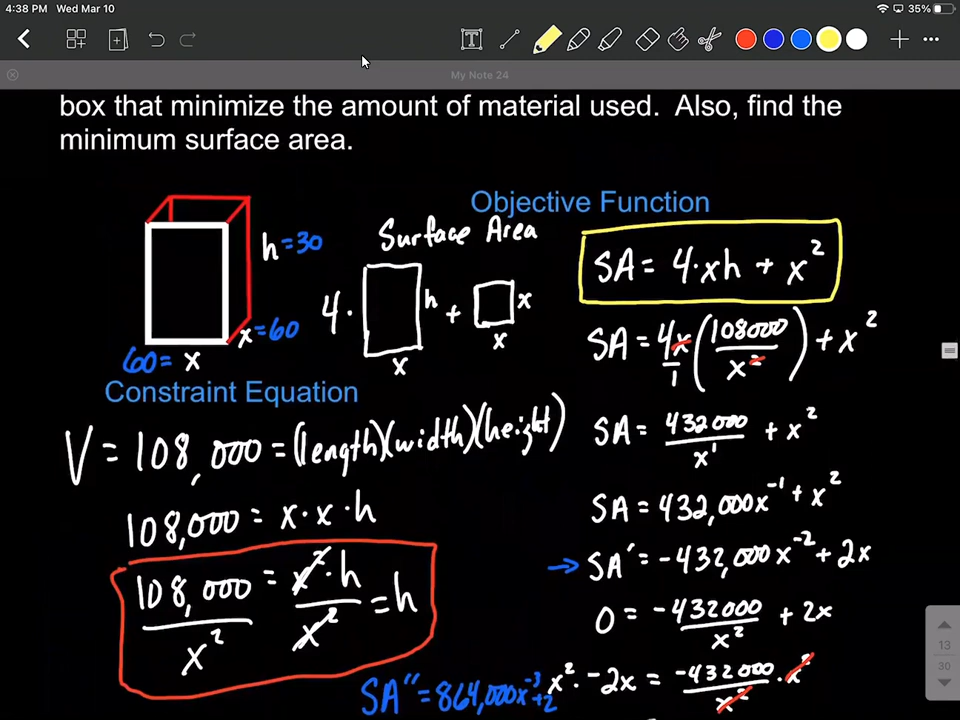 4:38 PM Wed Mar 10
35%
T
My Note 24
box that minimize the amount of material used. Also, find the
minimum surface area.
Objective Function
Surface Area
h = 30
x = 60
60 = x
4 · h + x
x x
SA = 4·xh + x²
SA = 4x/1 (108000/x²) + x²
Constraint Equation
V = 108,000 = (length)(width)(height)
SA = 432000/x¹ + x²
108,000 = x·x·h
SA = 432,000x⁻¹ + x²
108,000/x² = x²·h/x² = h
→ SA' = -432,000x⁻² + 2x
0 = -432000/x² + 2x
SA'' = 864,000x⁻³ + 2
x²·-2x = -432000/x² · x²
13
30